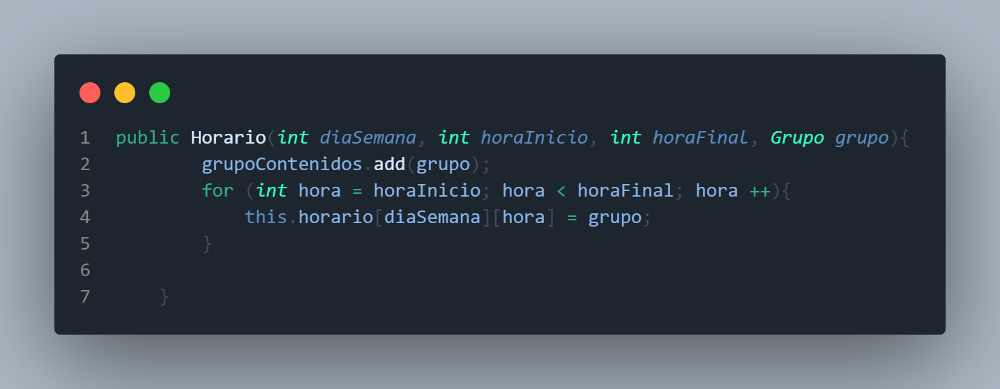 1 public Horario(int diaSemana, int horaInicio, int horaFinal, Grupo grupo){
2         grupoContenidos.add(grupo);
3         for (int hora = horaInicio; hora < horaFinal; hora ++){
4             this.horario[diaSemana][hora] = grupo;
5         }
6
7     }